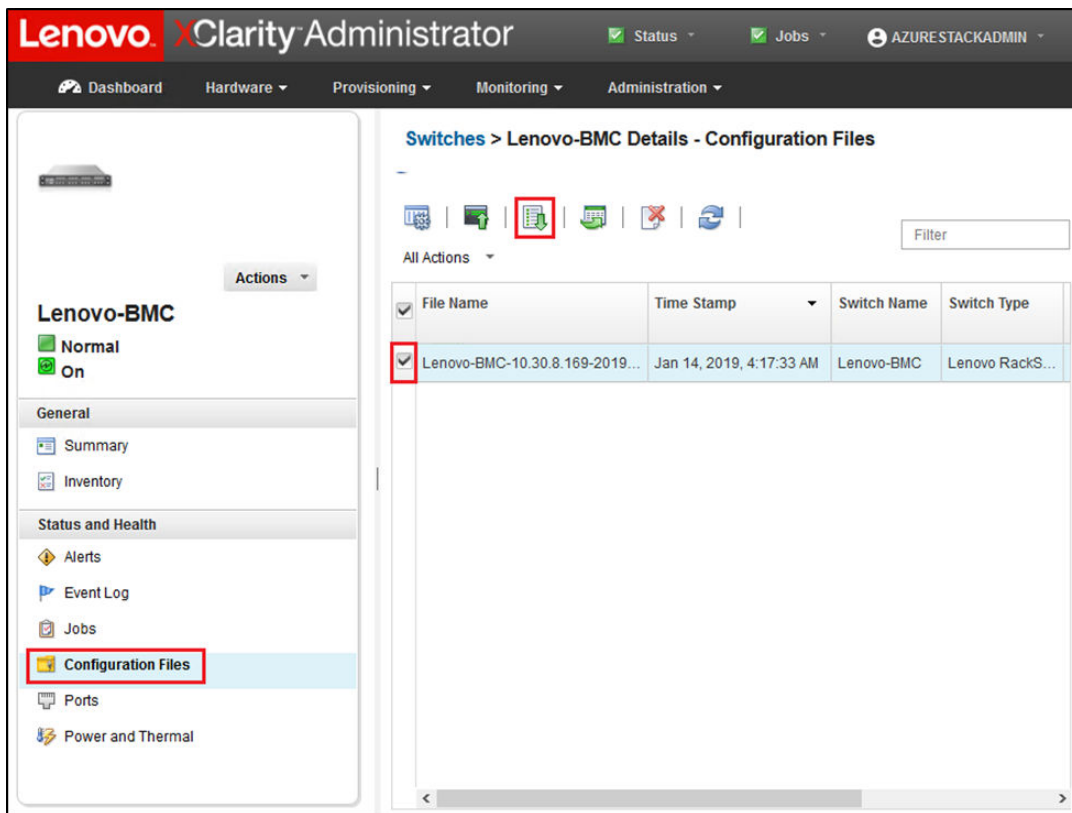 Lenovo. XClarity Administrator
Status
Jobs
AZURESTACKADMIN
Dashboard
Hardware
Provisioning
Monitoring
Administration
Actions
Lenovo-BMC
Normal
On
General
Summary
Inventory
Status and Health
Alerts
Event Log
Jobs
Configuration Files
Ports
Power and Thermal
Switches > Lenovo-BMC Details - Configuration Files
Filter
All Actions
File Name
Time Stamp
Switch Name
Switch Type
Lenovo-BMC-10.30.8.169-2019...
Jan 14, 2019, 4:17:33 AM
Lenovo-BMC
Lenovo RackS...